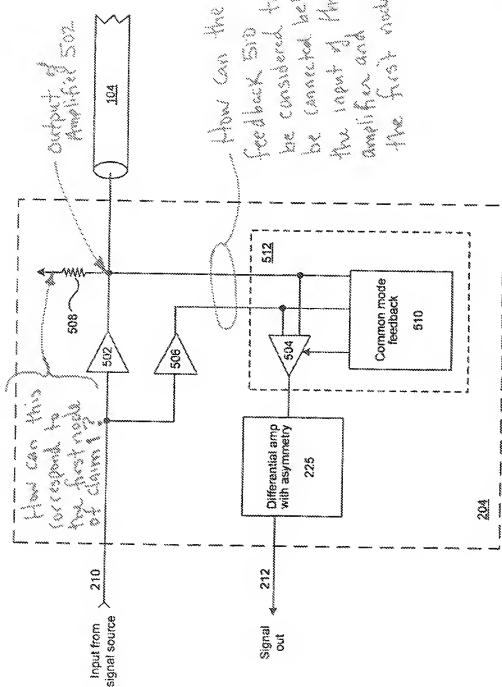 Output of
Amplifier 502
104
How can the
feedback 510
be considered to
be connected bet
the input of the
amplifier and
the first node
508
How can this
correspond to
the first node
of claim 1?
502
506
512
504
Common mode
feedback
510
Differential amp
with asymmetry
225
204
210
Input from
signal source
212
Signal
out